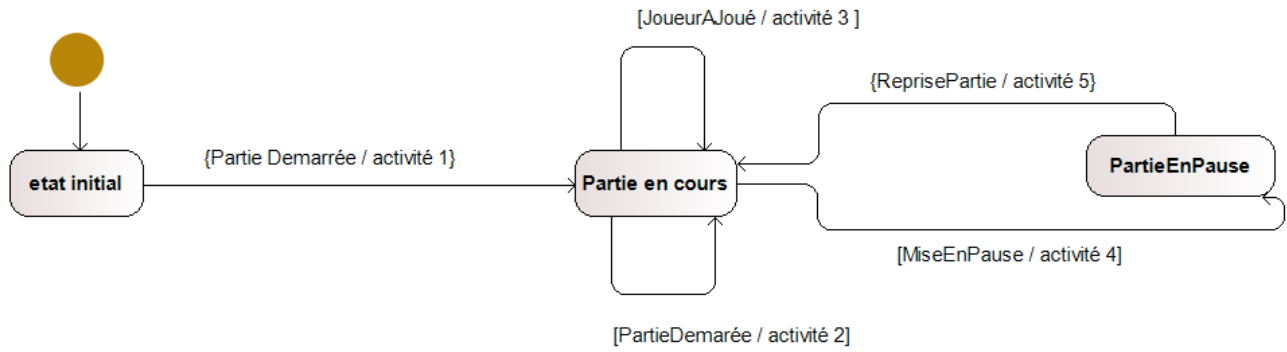 [JoueurAJoué / activité 3 ]
{ReprisePartie / activité 5}
{Partie Demarrée / activité 1}
etat initial
Partie en cours
PartieEnPause
[MiseEnPause / activité 4]
[PartieDemarée / activité 2]